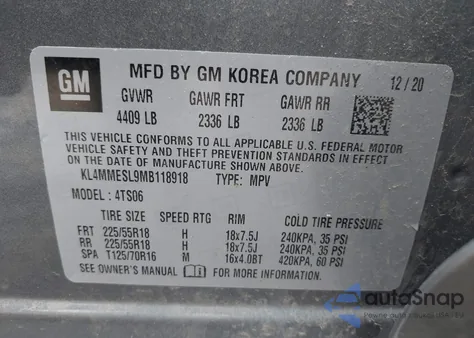 GM
MFD BY GM KOREA COMPANY 12/20
GVWR GAWR FRT GAWR RR
4409 LB 2336 LB 2336 LB
THIS VEHICLE CONFORMS TO ALL APPLICABLE U.S. FEDERAL MOTOR
VEHICLE SAFETY AND THEFT PREVENTION STANDARDS IN EFFECT
ON THE DATE OF MANUFACTURE SHOWN ABOVE.
KL4MMESL9MB118918 TYPE: MPV
MODEL: 4TS06
TIRE SIZE SPEED RTG RIM COLD TIRE PRESSURE
FRT 225/55R18 H 18x7.5J 240KPA, 35 PSI
RR 225/55R18 H 18x7.5J 240KPA, 35 PSI
SPA T125/70R16 M 16x4.0BT 420KPA, 60 PSI
SEE OWNER'S MANUAL FOR MORE INFORMATION.
autoSnap